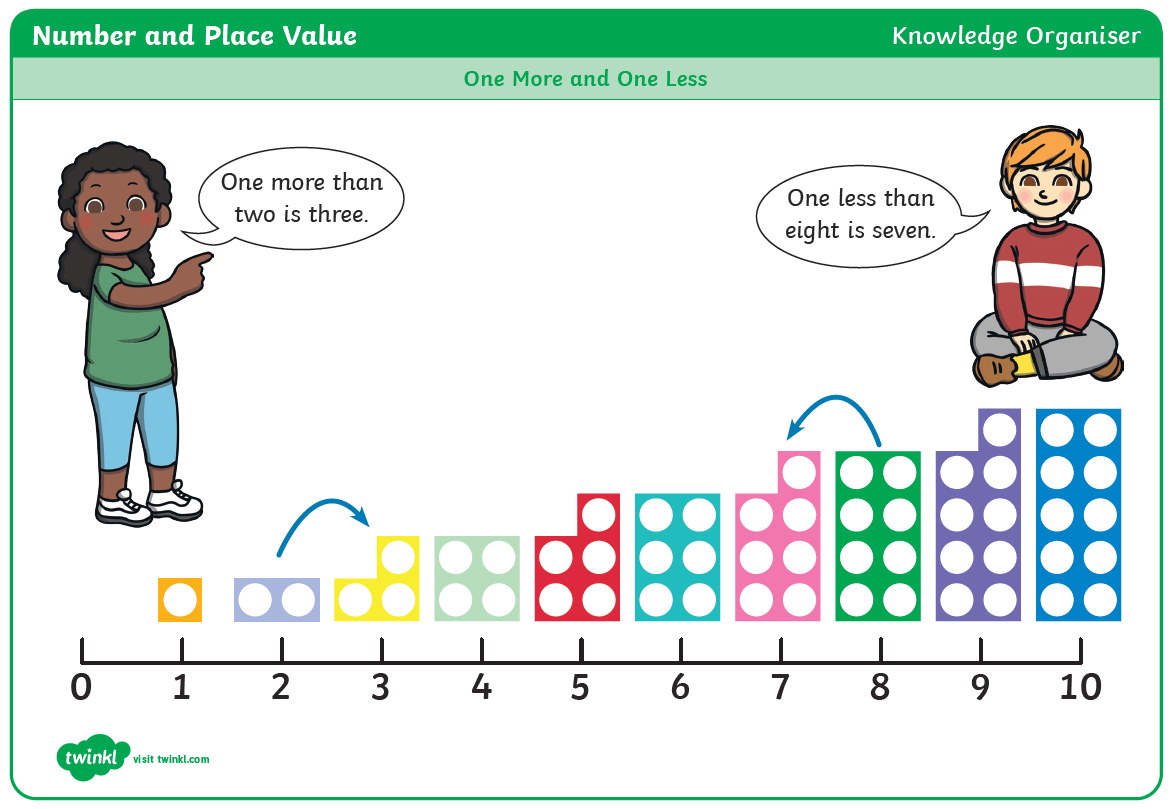 Number and Place Value
Knowledge Organiser
One More and One Less
One more than
two is three.
One less than
eight is seven.
0 1 2 3 4 5 6 7 8 9 10
twinkl visit twinkl.com